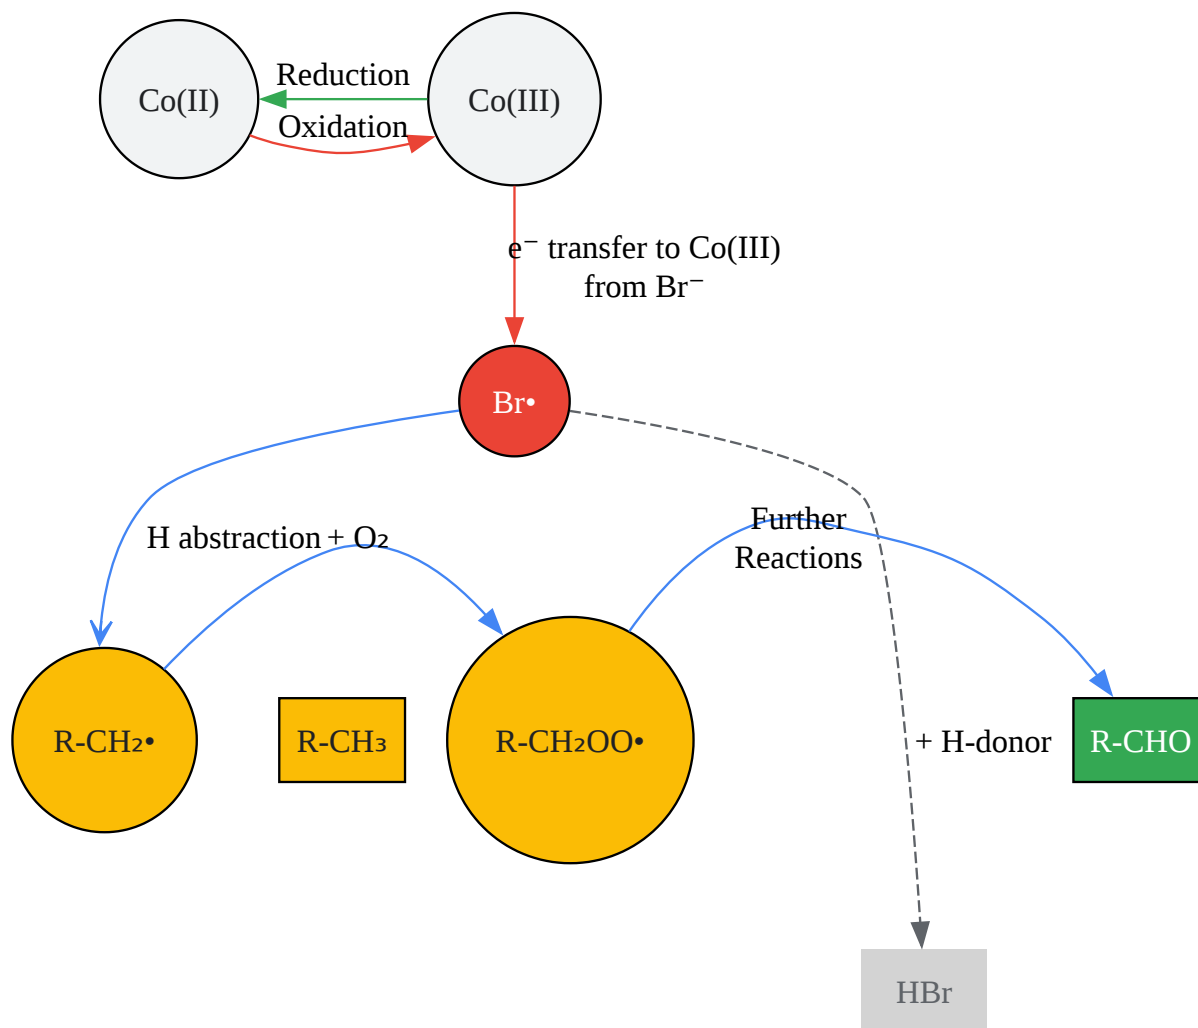 Co(II)
Reduction
Oxidation
Co(III)
e⁻ transfer to Co(III)
from Br⁻
Br•
H abstraction
+ O₂
Further
Reactions
R-CH₂•
R-CH₃
R-CH₂OO•
+ H-donor
R-CHO
HBr